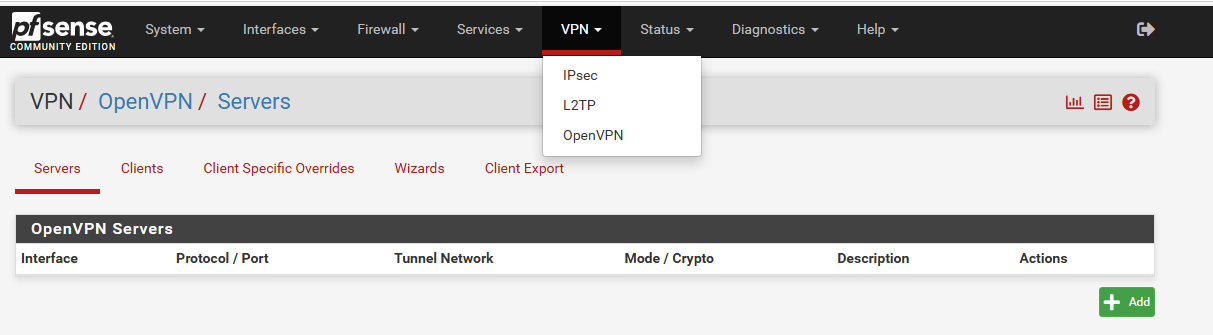 pfsense
COMMUNITY EDITION
System Interfaces Firewall Services VPN Status Diagnostics Help
IPsec
L2TP
OpenVPN
VPN / OpenVPN / Servers
Servers Clients Client Specific Overrides Wizards Client Export
OpenVPN Servers
Interface Protocol / Port Tunnel Network Mode / Crypto Description Actions
Add